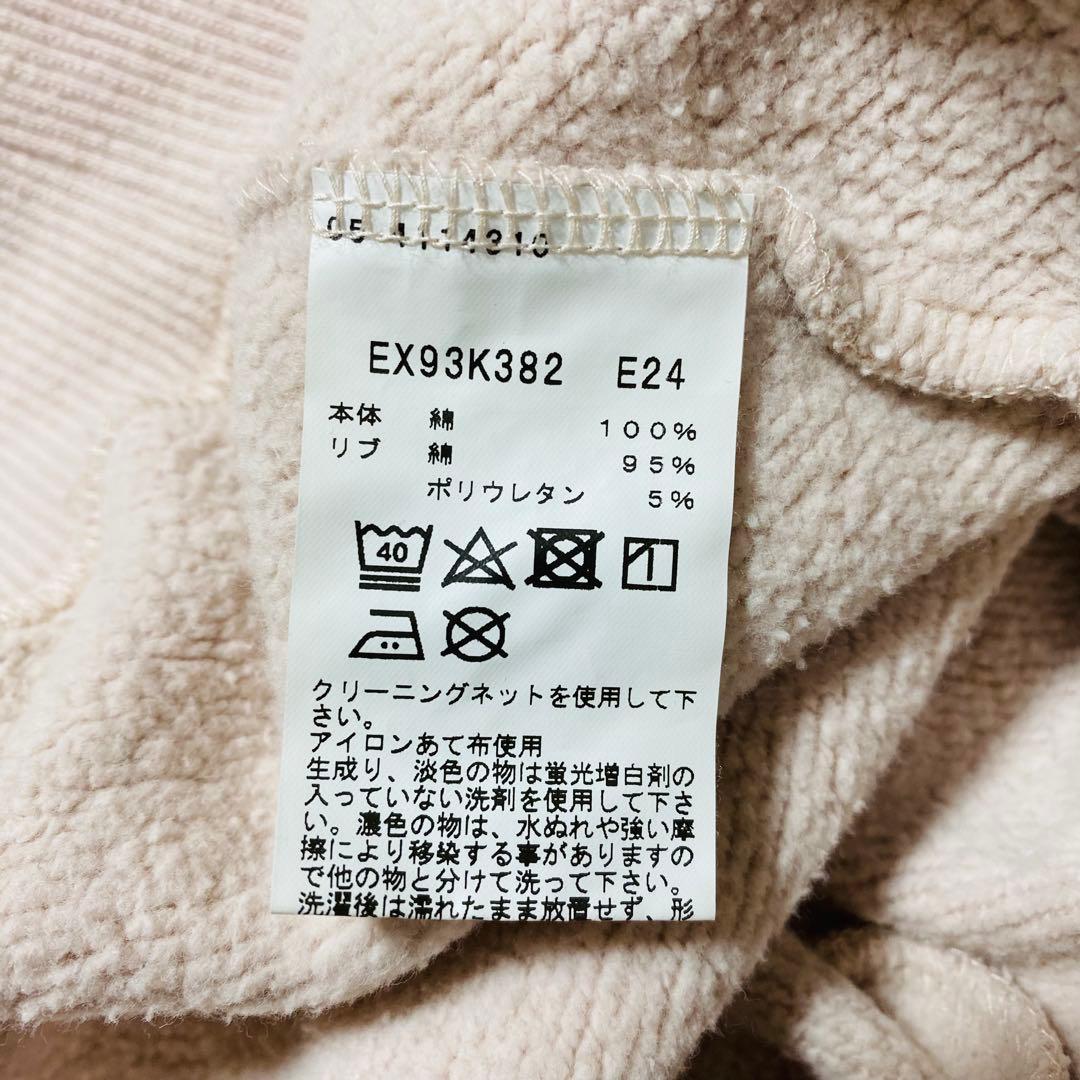 05 4114310
EX93K382 E24
本体 綿 100%
リブ 綿 95%
ポリウレタン 5%
40
クリーニングネットを使用して下
さい。
アイロンあて布使用
生成り、淡色の物は蛍光増白剤の
入っていない洗剤を使用して下さ
い。濃色の物は、水ぬれや強い摩
擦により移染する事がありますの
で他の物と分けて洗って下さい。
洗濯後は濡れたまま放置せず、形